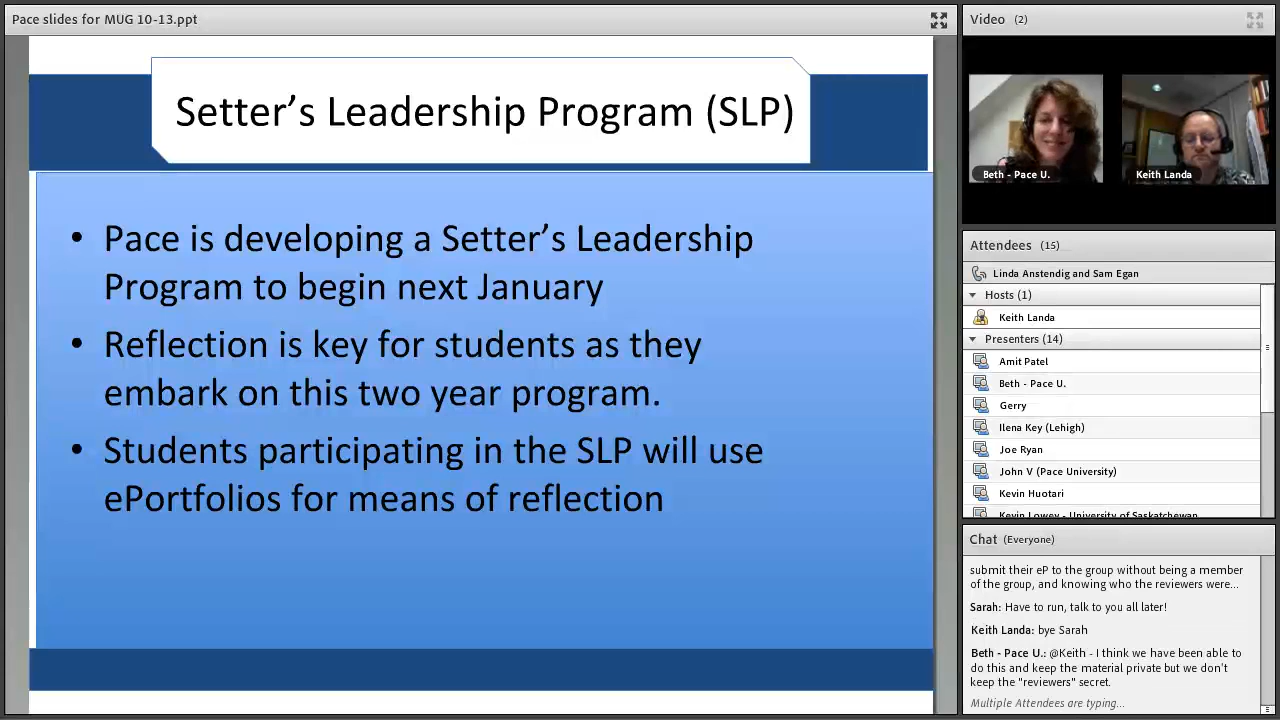 Pace slides for MUG 10-13.ppt
Setter’s Leadership Program (SLP)
• Pace is developing a Setter’s Leadership
Program to begin next January
• Reflection is key for students as they
embark on this two year program.
• Students participating in the SLP will use
ePortfolios for means of reflection
Video (2)
Beth - Pace U.
Keith Landa
Attendees (15)
Linda Anstendig and Sam Egan
Hosts (1)
Keith Landa
Presenters (14)
Amit Patel
Beth - Pace U.
Gerry
Ilena Key (Lehigh)
Joe Ryan
John V (Pace University)
Kevin Huotari
Kevin Lowey - University of Saskatchewan
Chat (Everyone)
submit their eP to the group without being a member
of the group, and knowing who the reviewers were...
Sarah: Have to run, talk to you all later!
Keith Landa: bye Sarah
Beth - Pace U.: @Keith - I think we have been able to
do this and keep the material private but we don't
keep the "reviewers" secret.
Multiple Attendees are typing...